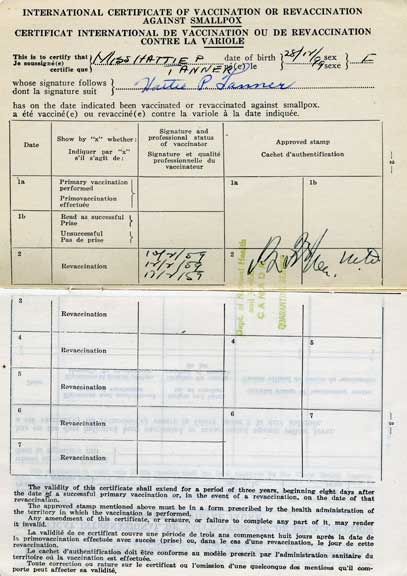 INTERNATIONAL CERTIFICATE OF VACCINATION OR REVACCINATION
AGAINST SMALLPOX
CERTIFICAT INTERNATIONAL DE VACCINATION OU DE REVACCINATION
CONTRE LA VARIOLE
This is to certify that MISS HATTIE P date of birth sex F
Je soussigné(e) certifie que TANNER né(e)le sexe
whose signature follows
dont la signature suit Hattie P. Tanner
has on the date indicated been vaccinated or revaccinated against smallpox.
a été vacciné(e) ou revacciné(e) contre la variole à la date indiquée.
Date
Show by "x" whether:
Indiquer par "x" s'il s'agit de:
Signature and professional status of vaccinator
Signature et qualité professionnelle du vaccinateur
Approved stamp
Cachet d'authentification
1a
Primary vaccination performed
Primovaccination effectuée
1a
1b
1b
Read as successful
Prise
Unsuccessful
Pas de prise
2
Revaccination
2
Dept. of National Health
CANADA
3
Revaccination
4
Revaccination
4
5
5
Revaccination
6
Revaccination
6
7
7
Revaccination
The validity of this certificate shall extend for a period of three years, beginning eight days after
the date of a successful primary vaccination or, in the event of a revaccination, on the date of that
revaccination.
The approved stamp mentioned above must be in a form prescribed by the health administration of
the territory in which the vaccination is performed.
Any amendment of this certificate, or erasure, or failure to complete any part of it, may render
it invalid.
La validité de ce certificat couvre une période de trois ans commençant huit jours après la date de
la primovaccination effectuée avec succès (prise) ou, dans le cas d'une revaccination, le jour de cette
revaccination.
Le cachet d'authentification doit être conforme au modèle prescrit par l'administration sanitaire du
territoire où la vaccination est effectuée.
Toute correction ou rature sur le certificat ou l'omission d'une quelconque des mentions qu'il com-
porte peut affecter sa validité.